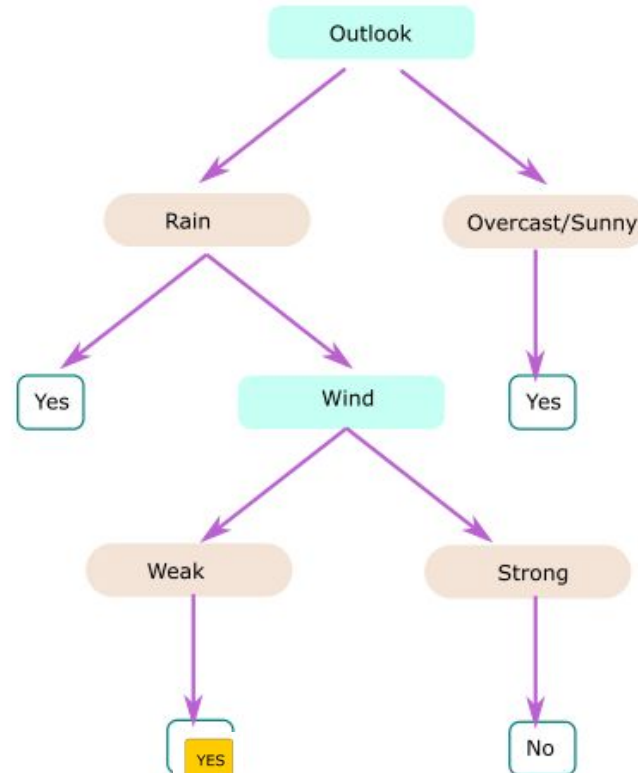 Outlook
Rain
Overcast/Sunny
Yes
Wind
Yes
Weak
Strong
YES
No